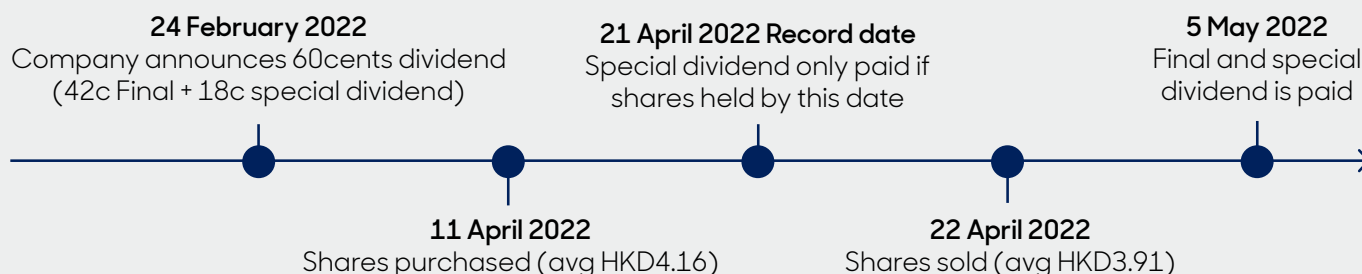 24 February 2022
Company announces 60cents dividend
(42c Final + 18c special dividend)
21 April 2022 Record date
Special dividend only paid if
shares held by this date
5 May 2022
Final and special
dividend is paid
11 April 2022
Shares purchased (avg HKD4.16)
22 April 2022
Shares sold (avg HKD3.91)